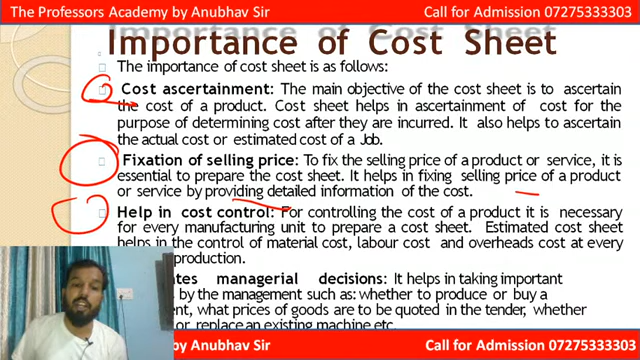 The Professors Academy by Anubhav Sir Call for Admission 07275333303
Importance of Cost Sheet
The importance of cost sheet is as follows:
Cost ascertainment: The main objective of the cost sheet is to ascertain
the cost of a product. Cost sheet helps in ascertainment of cost for the
purpose of determining cost after they are incurred. It also helps to ascertain
the actual cost or estimated cost of a Job.
Fixation of selling price: To fix the selling price of a product or service, it is
essential to prepare the cost sheet. It helps in fixing selling price of a product
or service by providing detailed information of the cost.
Help in cost control: For controlling the cost of a product it is necessary
for every manufacturing unit to prepare a cost sheet. Estimated cost sheet
helps in the control of material cost, labour cost and overheads cost at every
production.
managerial decisions: It helps in taking important
by the management such as: whether to produce or buy a
what prices of goods are to be quoted in the tender, whether
or replace an existing machine etc.
by Anubhav Sir Call for Admission 07275333303